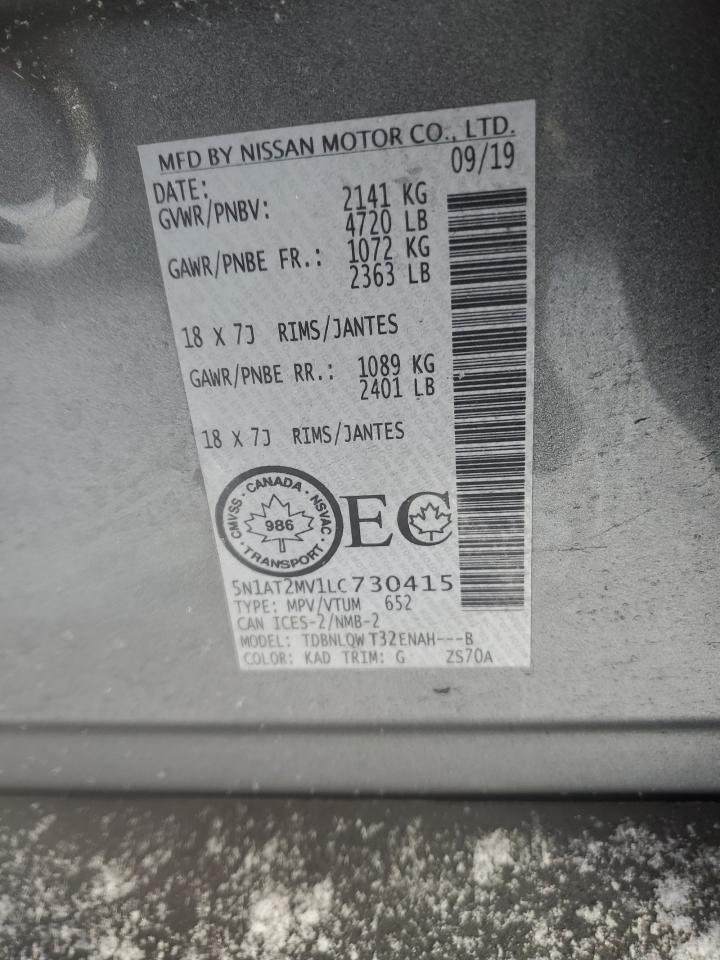 MFD BY NISSAN MOTOR CO., LTD.
DATE: 09/19
GVWR/PNBV: 2141 KG
4720 LB
GAWR/PNBE FR.: 1072 KG
2363 LB
18 X 7J RIMS/JANTES
GAWR/PNBE RR.: 1089 KG
2401 LB
18 X 7J RIMS/JANTES
CMVSS · CANADA · NSVAC · TRANSPORT ·
986
EC
5N1AT2MV1LC730415
TYPE: MPV/VTUM 652
CAN ICES-2/NMB-2
MODEL: TDBNLQW T32ENAH---B
COLOR: KAD TRIM: G ZS70A